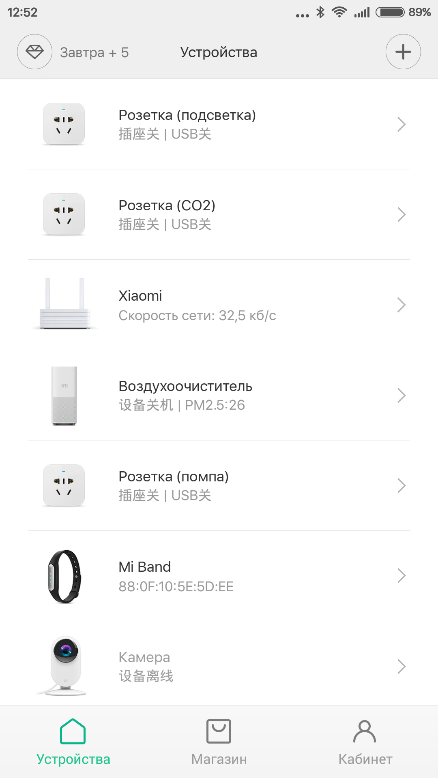 12:52
89%
Завтра + 5
Устройства
Розетка (подсветка)
插座关 | USB关
Розетка (CO2)
插座关 | USB关
Xiaomi
Скорость сети: 32,5 кб/с
Воздухоочиститель
设备关机 | PM2.5:26
Розетка (помпа)
插座关 | USB关
Mi Band
88:0F:10:5E:5D:EE
Камера
设备离线
Устройства
Магазин
Кабинет